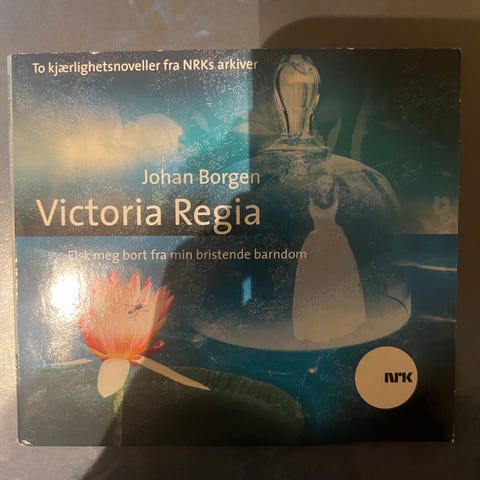 To kjærlighetsnoveller fra NRKs arkiver
Johan Borgen
Victoria Regia
Elsk meg bort fra min bristende barndom
NRK